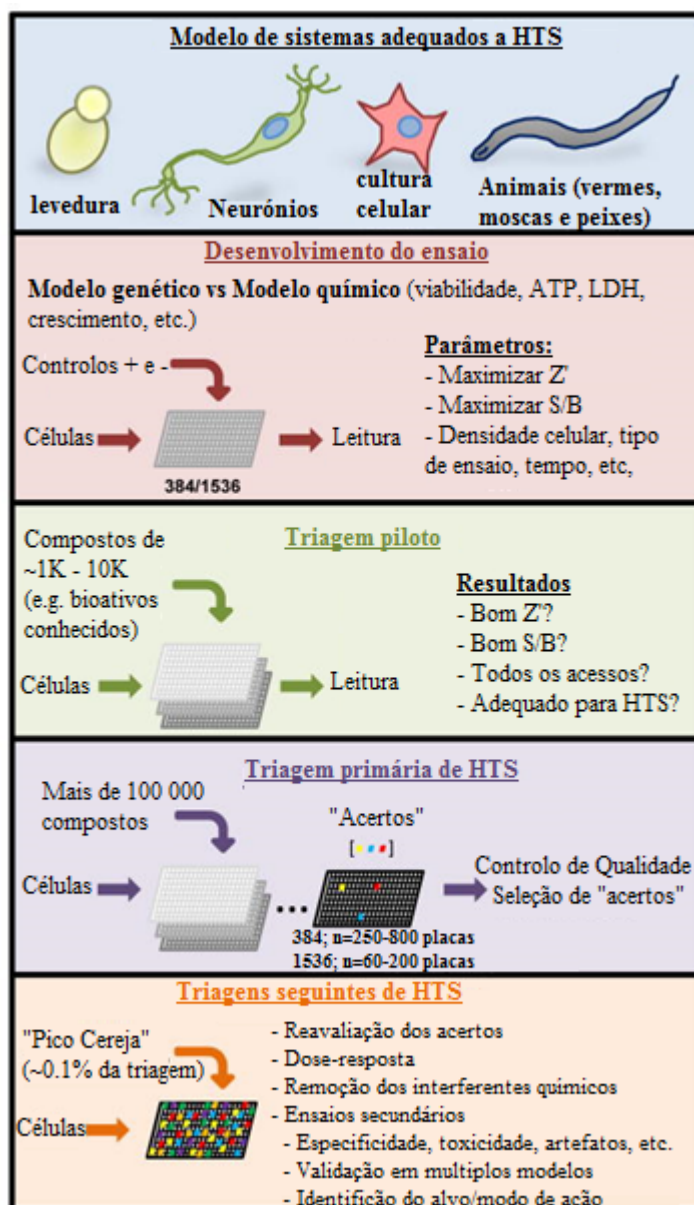 Modelo de sistemas adequados a HTS
levedura
Neurónios
cultura
celular
Animais (vermes,
moscas e peixes)
Desenvolvimento do ensaio
Modelo genético vs Modelo químico (viabilidade, ATP, LDH,
crescimento, etc.)
Controlos + e -
Células
384/1536
Leitura
Parâmetros:
- Maximizar Z'
- Maximizar S/B
- Densidade celular, tipo
de ensaio, tempo, etc,
Triagem piloto
Compostos de
~1K - 10K
(e.g. bioativos
conhecidos)
Células
Leitura
Resultados
- Bom Z'?
- Bom S/B?
- Todos os acessos?
- Adequado para HTS?
Triagem primária de HTS
Mais de 100 000
compostos
Células
...
"Acertos"
[ ]
384; n=250-800 placas
1536; n=60-200 placas
Controlo de Qualidade
Seleção de "acertos"
Triagens seguintes de HTS
"Pico Cereja"
(~0.1% da triagem)
Células
- Reavaliação dos acertos
- Dose-resposta
- Remoção dos interferentes quimicos
- Ensaios secundários
- Especificidade, toxicidade, artefatos, etc.
- Validação em multiplos modelos
- Identifição do alvo/modo de ação